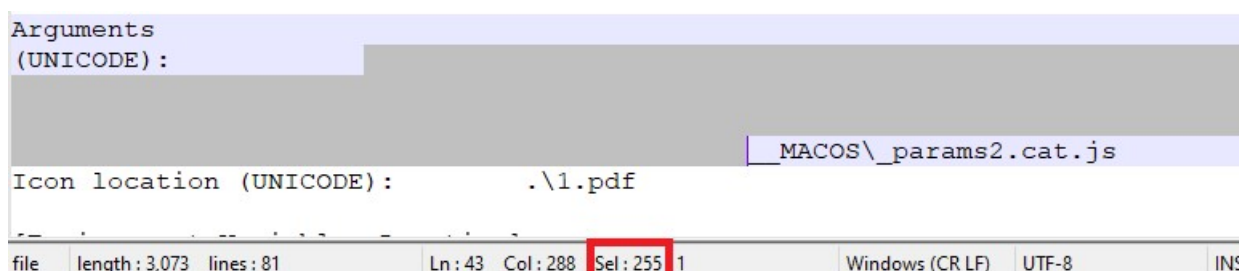 Arguments
(UNICODE):
__MACOS\_params2.cat.js
Icon location (UNICODE): .\1.pdf
file length : 3,073 lines : 81 Ln : 43 Col : 288 Sel : 255 1 Windows (CR LF) UTF-8 INS